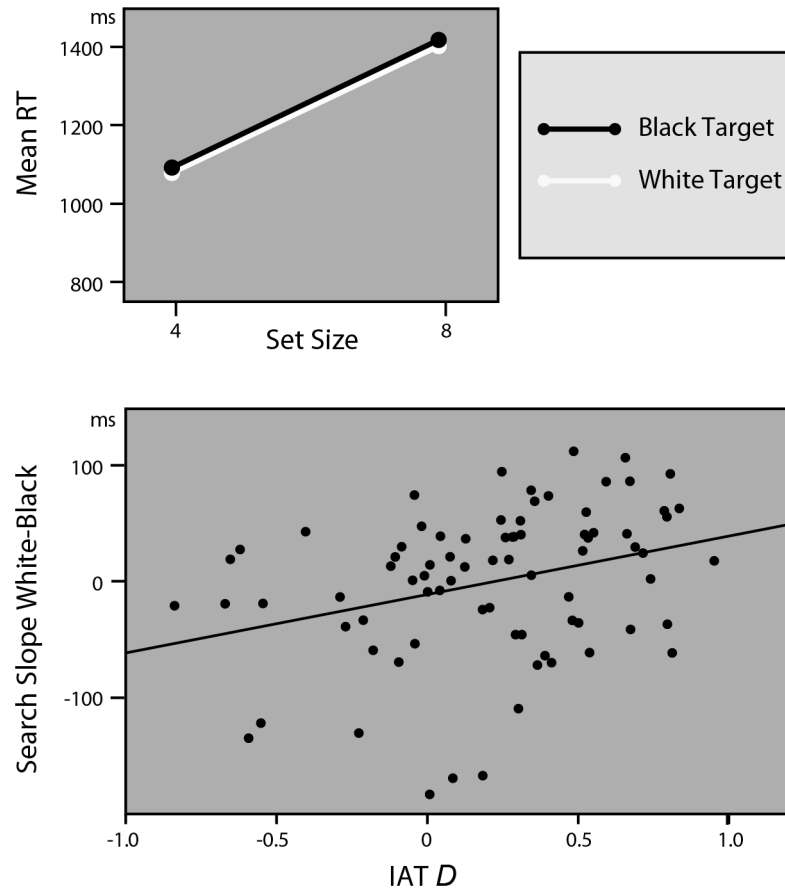 ms
1400
1200
1000
800
Mean RT
4 8
Set Size
Black Target
White Target
ms
100
0
-100
Search Slope White-Black
-1.0 -0.5 0 0.5 1.0
IAT D